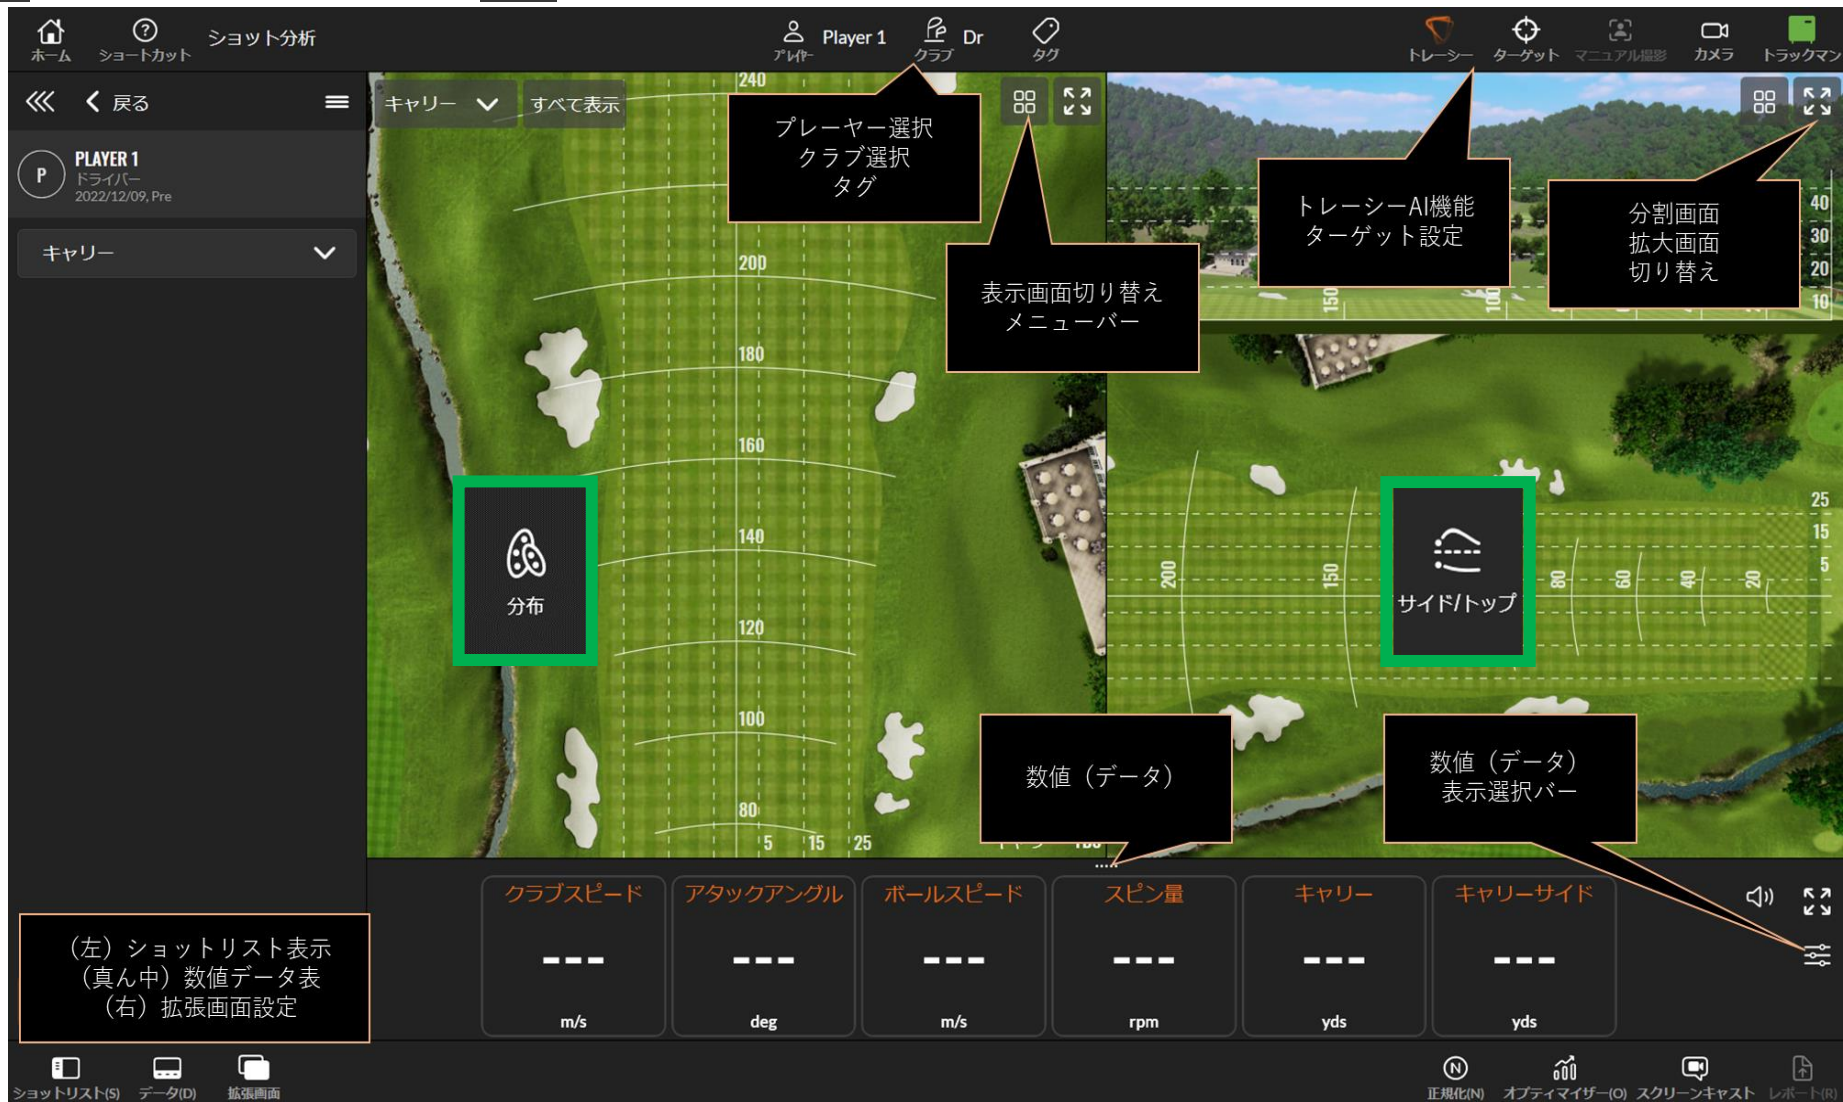 ホーム
ショートカット
ショット分析
プレイヤー
Player 1
クラブ
Dr
タグ
トレーシー
ターゲット
マニュアル撮影
カメラ
トラックマン
戻る
P
PLAYER 1
ドライバー
2022/12/09, Pre
キャリー
キャリー
すべて表示
プレーヤー選択
クラブ選択
タグ
表示画面切り替え
メニューバー
トレーシーAI機能
ターゲット設定
分割画面
拡大画面
切り替え
240
200
180
160
140
120
100
80
5 15 25
40
30
20
10
150
100
分布
サイド/トップ
25
15
5
200
150
80
60
40
20
数値（データ）
数値（データ）
表示選択バー
クラブスピード
---
m/s
アタックアングル
---
deg
ボールスピード
---
m/s
スピン量
---
rpm
キャリー
---
yds
キャリーサイド
---
yds
（左）ショットリスト表示
（真ん中）数値データ表
（右）拡張画面設定
ショットリスト(S)
データ(D)
拡張画面
N
正規化(N)
オプティマイザー(O)
スクリーンキャスト
レポート(R)